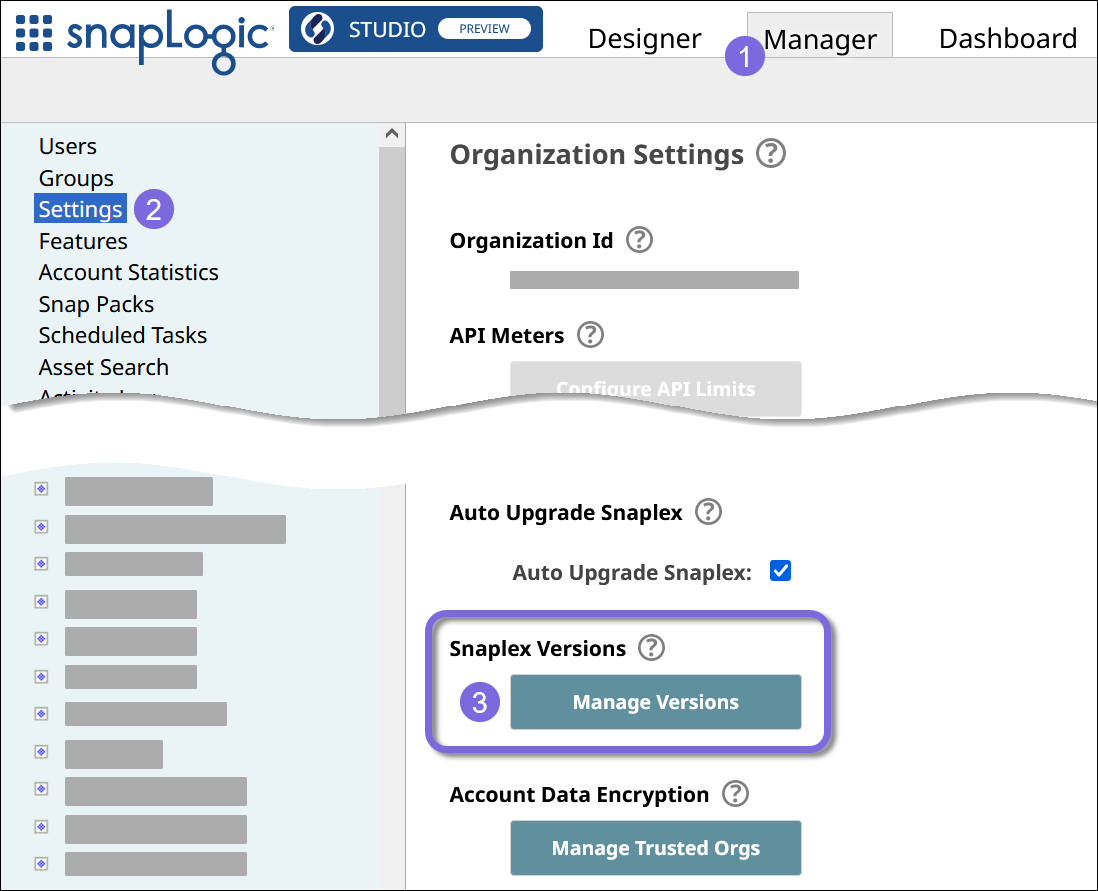 snapLogic
STUDIO PREVIEW
Designer
1 Manager
Dashboard
Users
Groups
Settings 2
Features
Account Statistics
Snap Packs
Scheduled Tasks
Asset Search
Organization Settings ?
Organization Id ?
API Meters ?
Configure API Limits
Auto Upgrade Snaplex ?
Auto Upgrade Snaplex:
Snaplex Versions ?
3 Manage Versions
Account Data Encryption ?
Manage Trusted Orgs